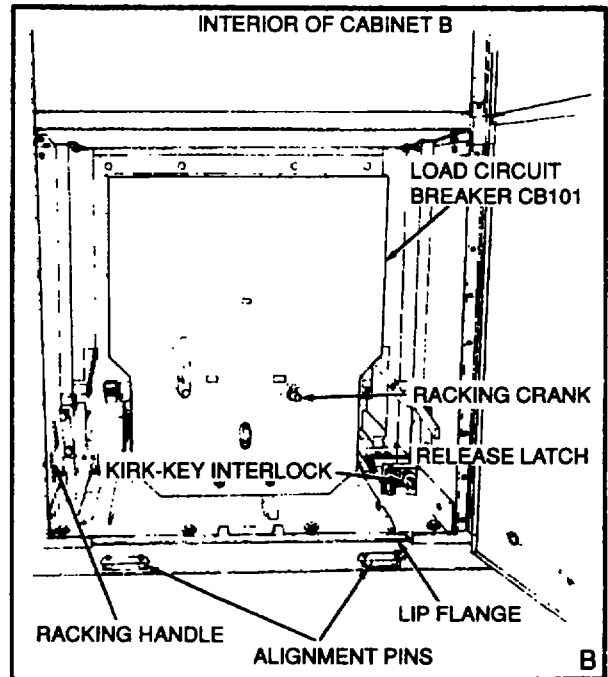 INTERIOR OF CABINET B
LOAD CIRCUIT
BREAKER CB101
RACKING CRANK
RELEASE LATCH
KIRK-KEY INTERLOCK
LIP FLANGE
RACKING HANDLE
ALIGNMENT PINS
B